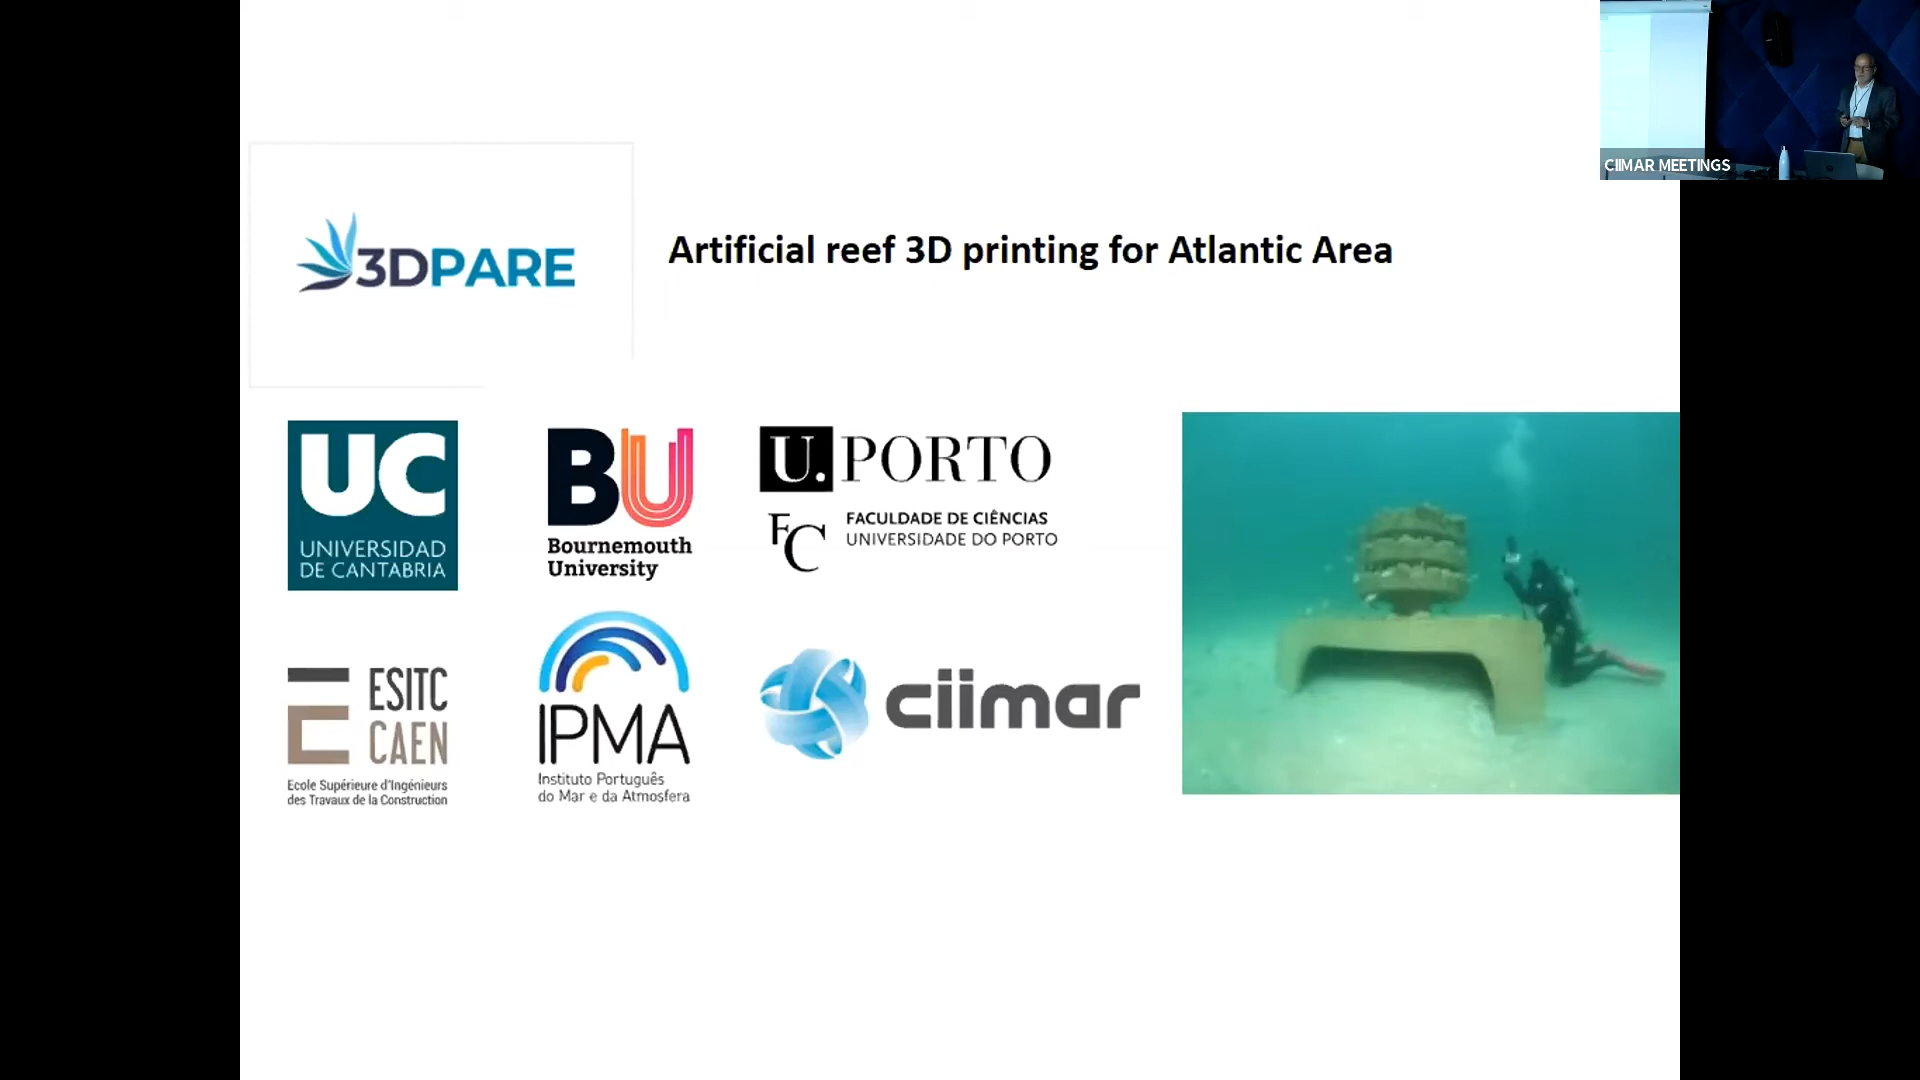 CIIMAR MEETINGS
3DPARE
Artificial reef 3D printing for Atlantic Area
UC
UNIVERSIDAD
DE CANTABRIA
BU
Bournemouth
University
U. PORTO
FC
FACULDADE DE CIÊNCIAS
UNIVERSIDADE DO PORTO
ESITC
CAEN
Ecole Supérieure d'Ingénieurs
des Travaux de la Construction
IPMA
Instituto Português
do Mar e da Atmosfera
ciimar